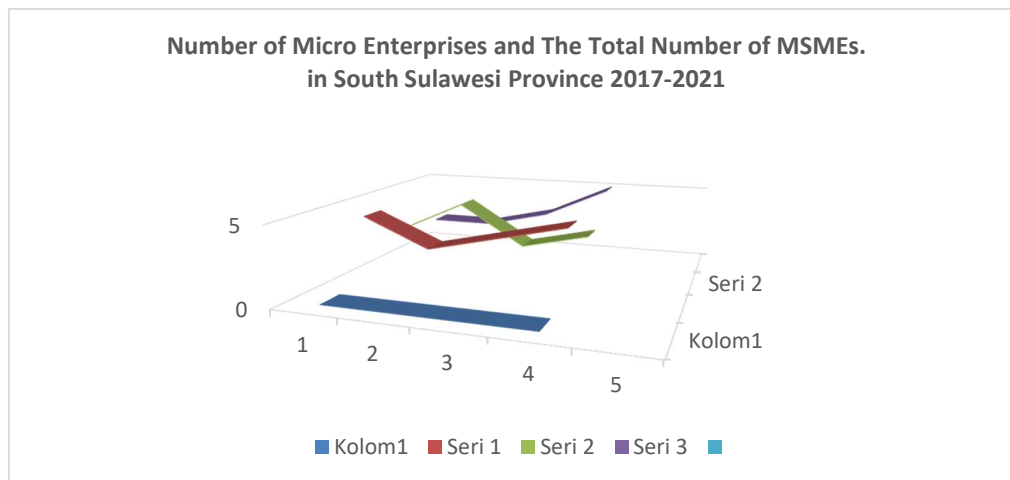 Number of Micro Enterprises and The Total Number of MSMEs.
in South Sulawesi Province 2017-2021
5
0
1
2
3
4
5
Seri 2
Kolom1
Kolom1 Seri 1 Seri 2 Seri 3